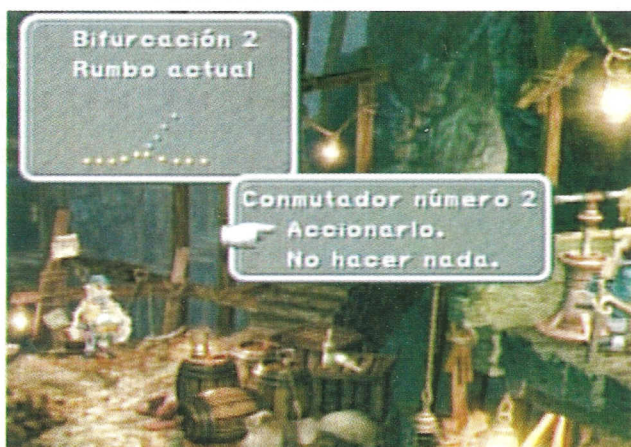 Bifurcación 2
Rumbo actual
Conmutador número 2
Accionarlo.
No hacer nada.